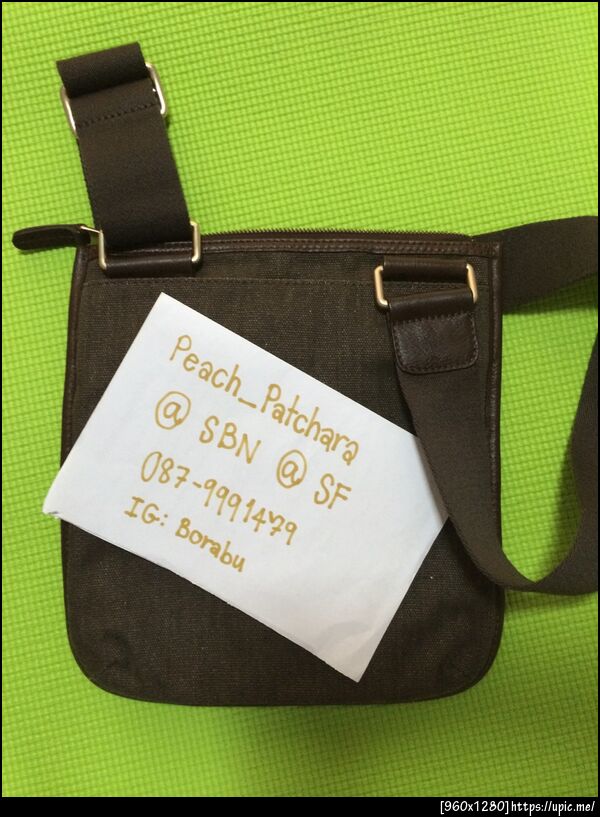 Peach_Patchara
@ SBN @ SF
087-9991479
IG: Borabu
[960x1280]https://upic.me/